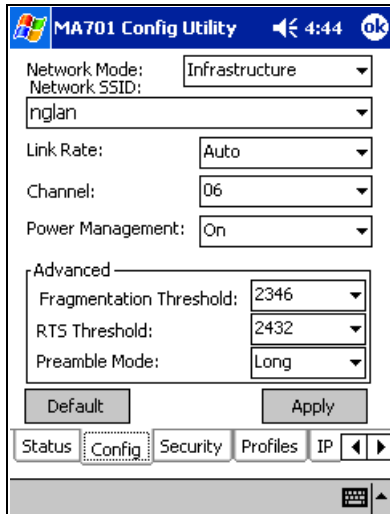 MA701 Config Utility 4:44 ok
Network Mode: Infrastructure
Network SSID:
nglan
Link Rate: Auto
Channel: 06
Power Management: On
Advanced
Fragmentation Threshold: 2346
RTS Threshold: 2432
Preamble Mode: Long
Default Apply
Status Config Security Profiles IP